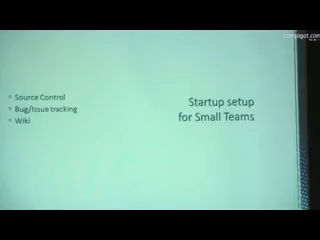 Source Control
Bug/Issue tracking
Wiki
Startup setup
for Small Teams